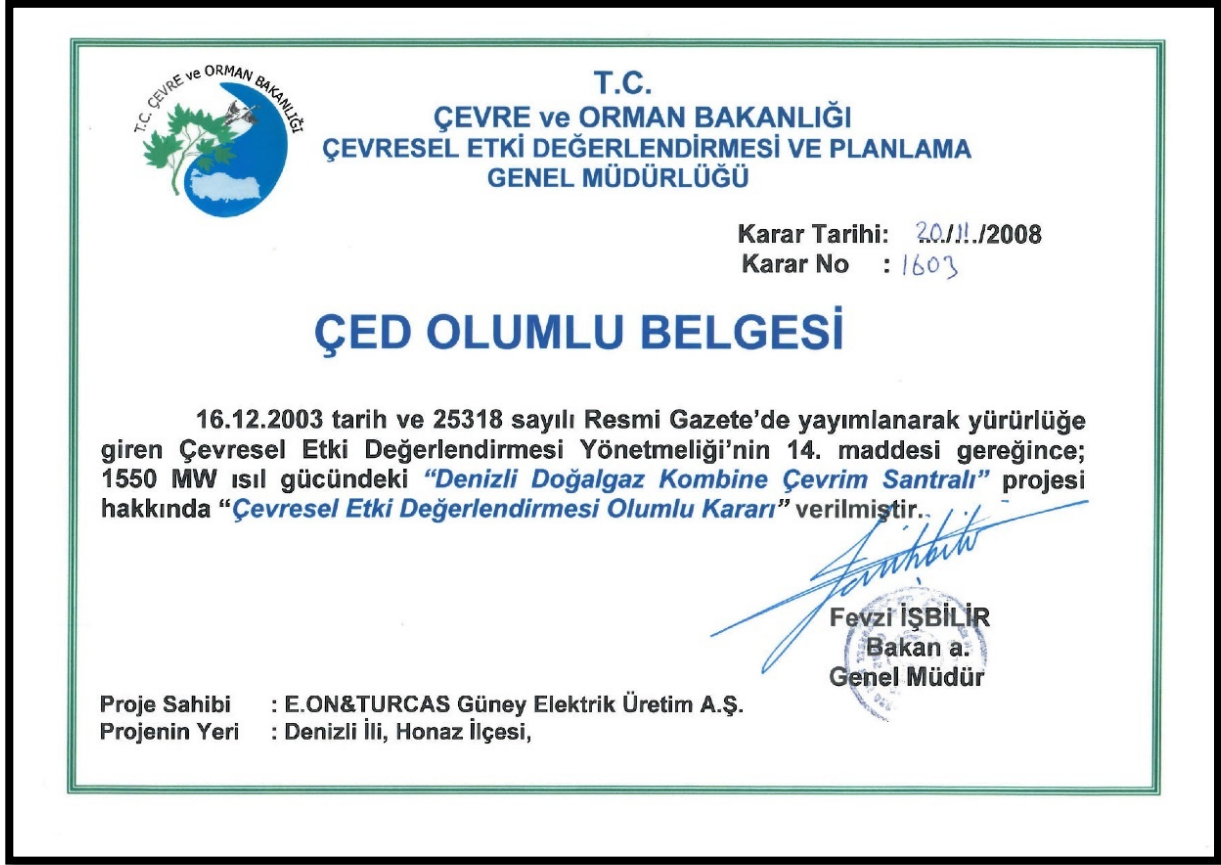 T.C. ÇEVRE ve ORMAN BAKANLIĞI
T.C.
ÇEVRE ve ORMAN BAKANLIĞI
ÇEVRESEL ETKİ DEĞERLENDİRMESİ VE PLANLAMA
GENEL MÜDÜRLÜĞÜ
Karar Tarihi: 20/11/2008
Karar No : 1603
ÇED OLUMLU BELGESİ
16.12.2003 tarih ve 25318 sayılı Resmi Gazete’de yayımlanarak yürürlüğe
giren Çevresel Etki Değerlendirmesi Yönetmeliği’nin 14. maddesi gereğince;
1550 MW ısıl gücündeki “Denizli Doğalgaz Kombine Çevrim Santralı” projesi
hakkında “Çevresel Etki Değerlendirmesi Olumlu Kararı” verilmiştir.
Fevzi İŞBİLİR
Bakan a.
Genel Müdür
Proje Sahibi : E.ON&TURCAS Güney Elektrik Üretim A.Ş.
Projenin Yeri : Denizli İli, Honaz İlçesi,